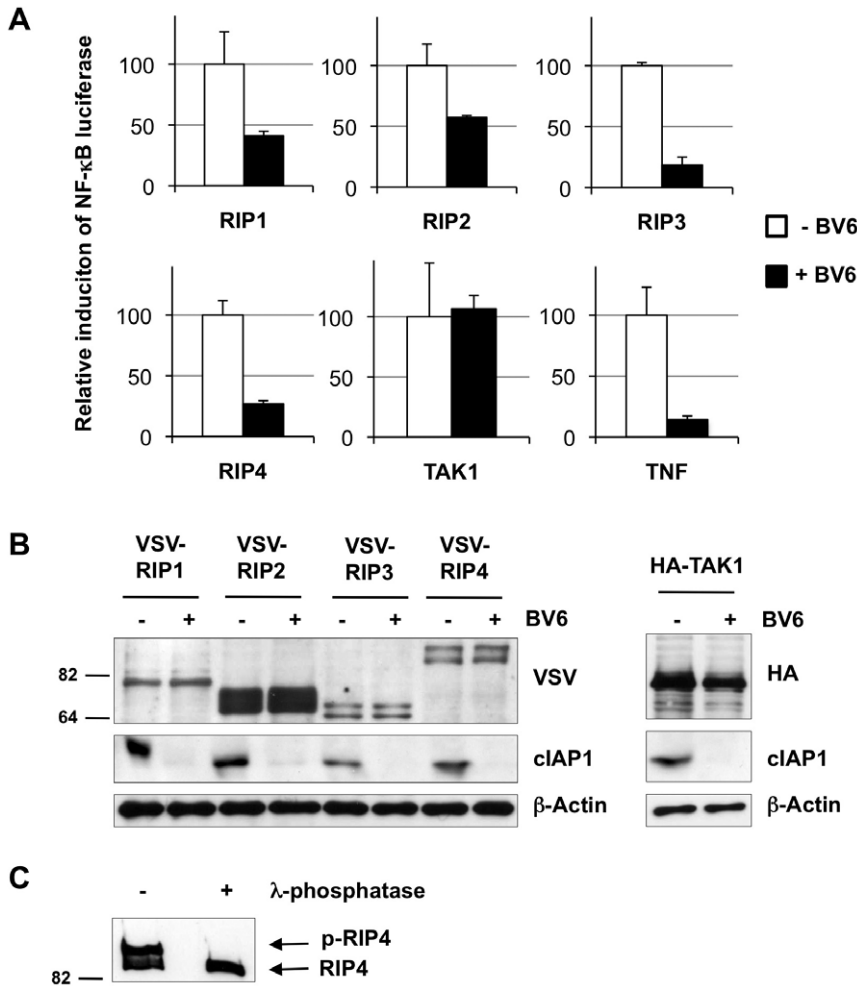 A
Relative induciton of NF-κB luciferase
100
50
0
RIP1
100
50
0
RIP2
100
50
0
RIP3
- BV6
+ BV6
100
50
0
RIP4
100
50
0
TAK1
100
50
0
TNF
B
VSV-
RIP1
VSV-
RIP2
VSV-
RIP3
VSV-
RIP4
HA-TAK1
- + - + - + - + BV6
- + BV6
82
64
VSV
HA
cIAP1
cIAP1
β-Actin
β-Actin
C
- + λ-phosphatase
p-RIP4
RIP4
82